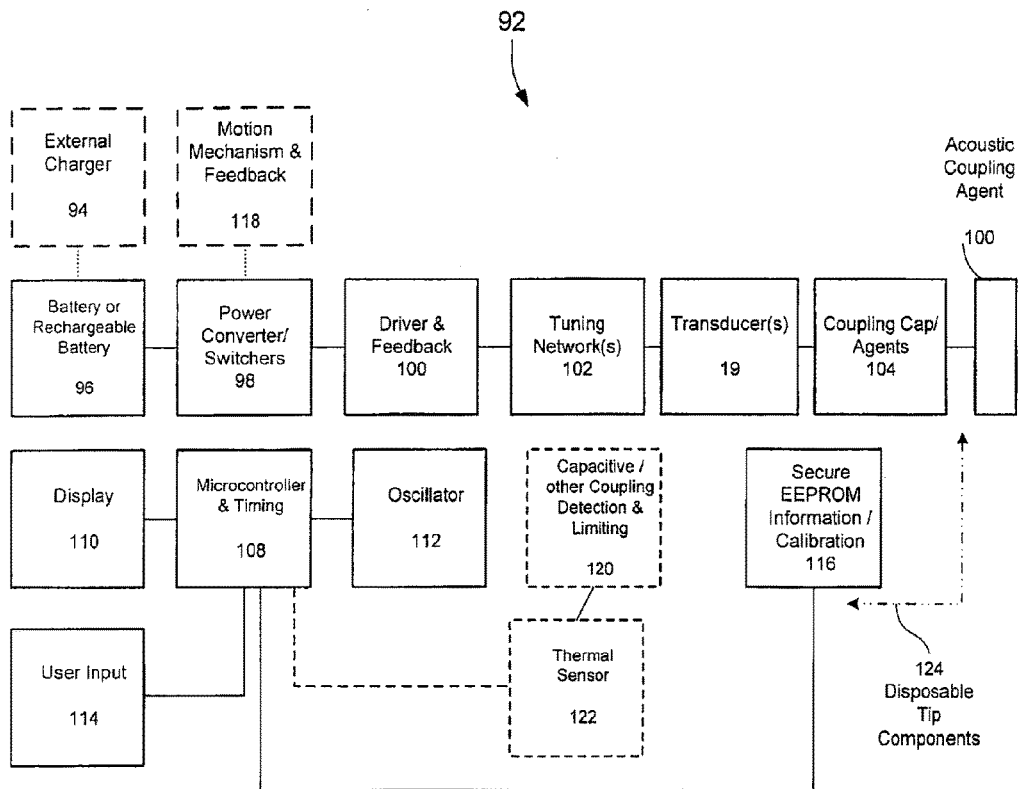 92
External
Charger
94
Motion
Mechanism &
Feedback
118
Acoustic
Coupling
Agent
100
Battery or
Rechargeable
Battery
96
Power
Converter/
Switchers
98
Driver &
Feedback
100
Tuning
Network(s)
102
Transducer(s)
19
Coupling Cap/
Agents
104
Display
110
Microcontroller
& Timing
108
Oscillator
112
Capacitive /
other Coupling
Detection &
Limiting
120
Secure
EEPROM
Information /
Calibration
116
User Input
114
Thermal
Sensor
122
124
Disposable
Tip
Components